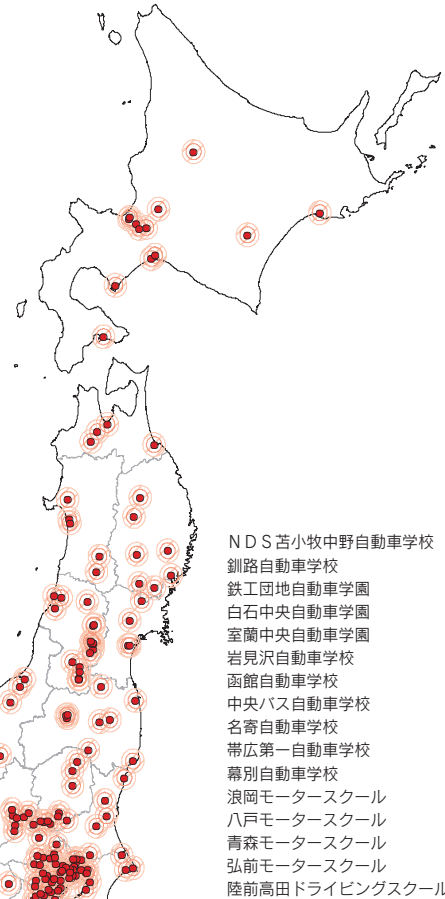 ＮＤＳ苫小牧中野自動車学校
釧路自動車学校
鉄工団地自動車学園
白石中央自動車学園
室蘭中央自動車学園
岩見沢自動車学校
函館自動車学校
中央バス自動車学校
名寄自動車学校
帯広第一自動車学校
幕別自動車学校
浪岡モータースクール
八戸モータースクール
青森モータースクール
弘前モータースクール
陸前高田ドライビングスクール